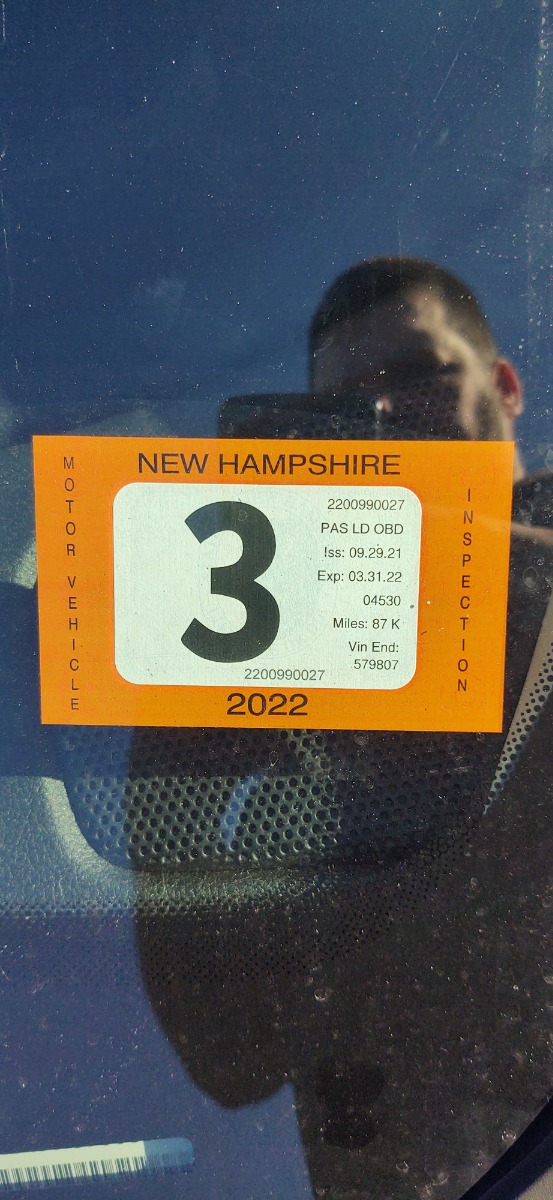 NEW HAMPSHIRE
MOTOR VEHICLE
INSPECTION
3
2200990027
PAS LD OBD
Iss: 09.29.21
Exp: 03.31.22
04530
Miles: 87 K
Vin End:
579807
2200990027
2022